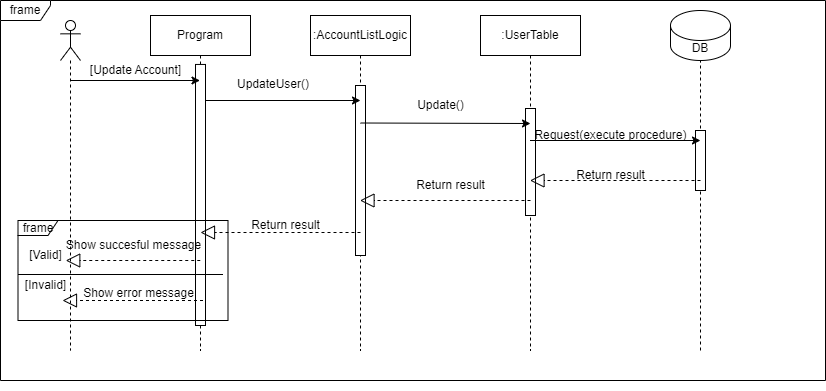 frame
Program
:AccountListLogic
:UserTable
DB
[Update Account]
UpdateUser()
Update()
Request(execute procedure)
Return result
Return result
Return result
frame
Show succesful message
[Valid]
[Invalid]
Show error message